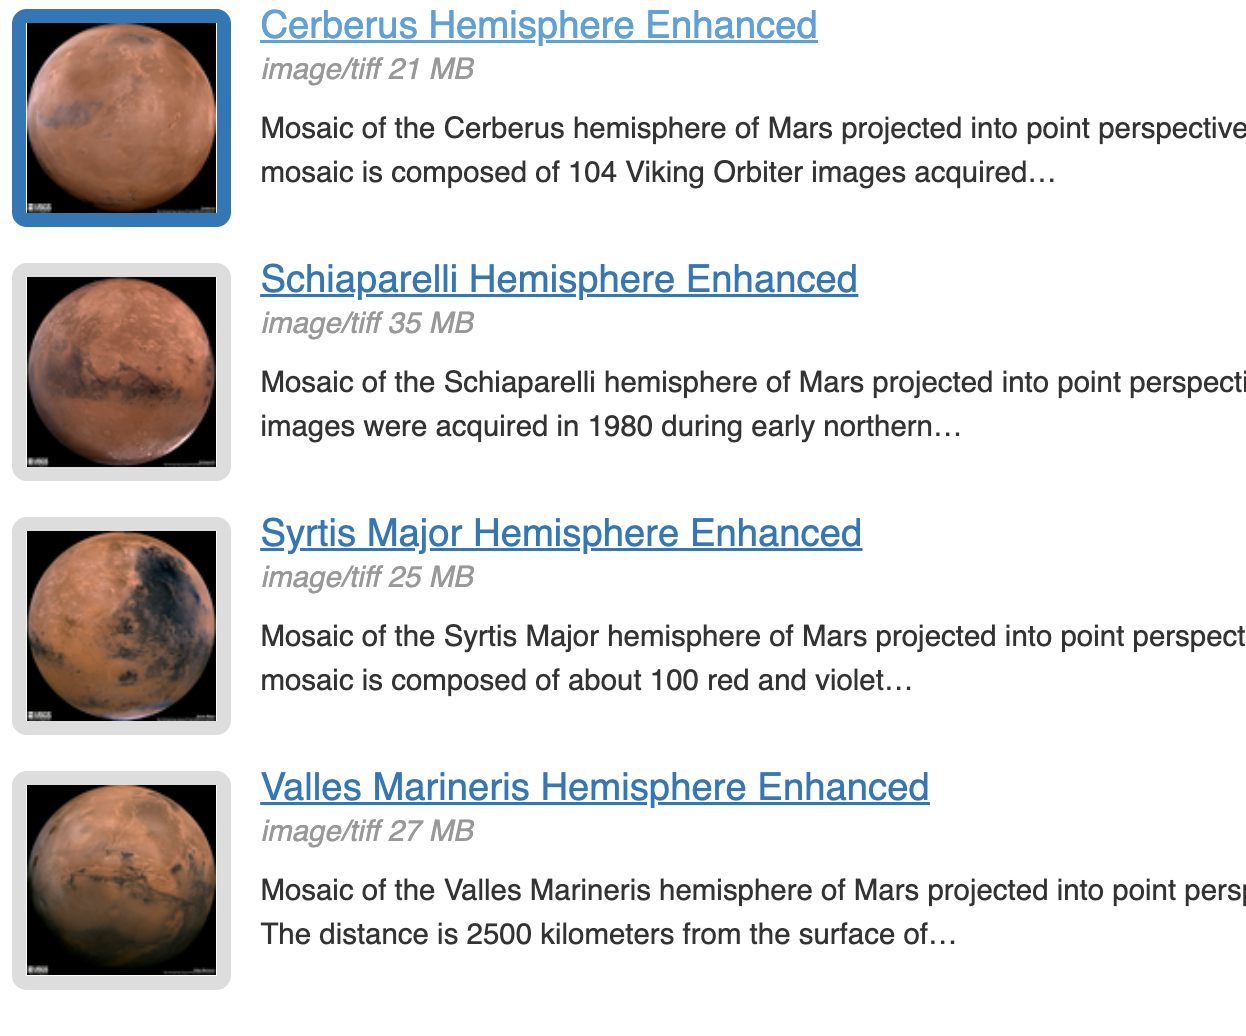 Cerberus Hemisphere Enhanced
image/tiff 21 MB
Mosaic of the Cerberus hemisphere of Mars projected into point perspective
mosaic is composed of 104 Viking Orbiter images acquired…
Schiaparelli Hemisphere Enhanced
image/tiff 35 MB
Mosaic of the Schiaparelli hemisphere of Mars projected into point perspecti
images were acquired in 1980 during early northern…
Syrtis Major Hemisphere Enhanced
image/tiff 25 MB
Mosaic of the Syrtis Major hemisphere of Mars projected into point perspect
mosaic is composed of about 100 red and violet…
Valles Marineris Hemisphere Enhanced
image/tiff 27 MB
Mosaic of the Valles Marineris hemisphere of Mars projected into point persp
The distance is 2500 kilometers from the surface of…